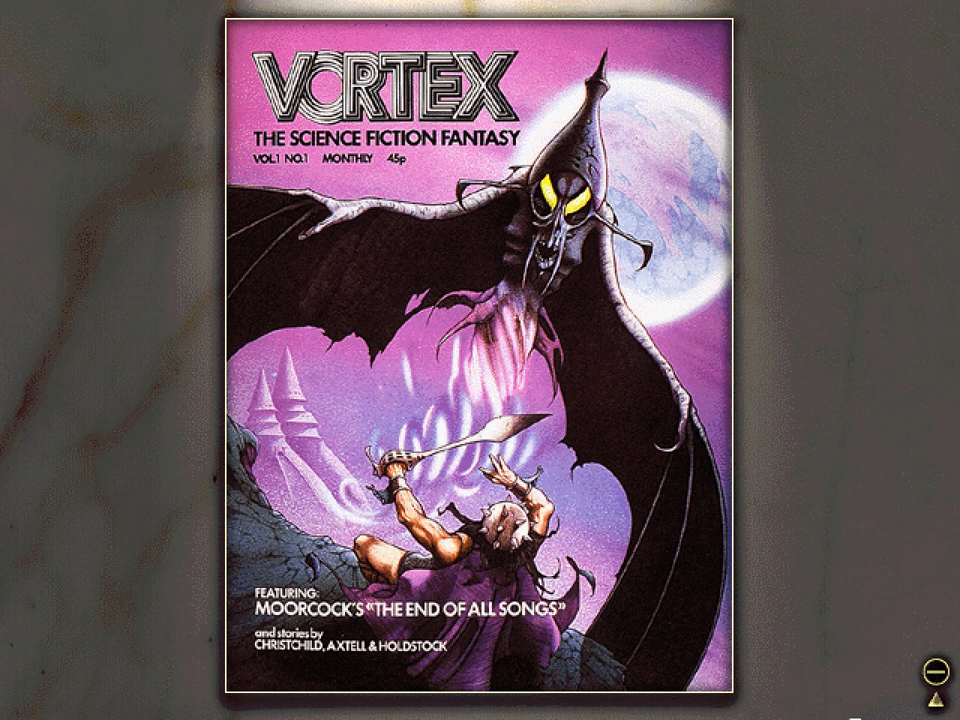 VORTEX
THE SCIENCE FICTION FANTASY
VOL.1 NO.1 MONTHLY 45p
FEATURING:
MOORCOCK'S «THE END OF ALL SONGS»
and stories by
CHRISTCHILD, AXTELL & HOLDSTOCK